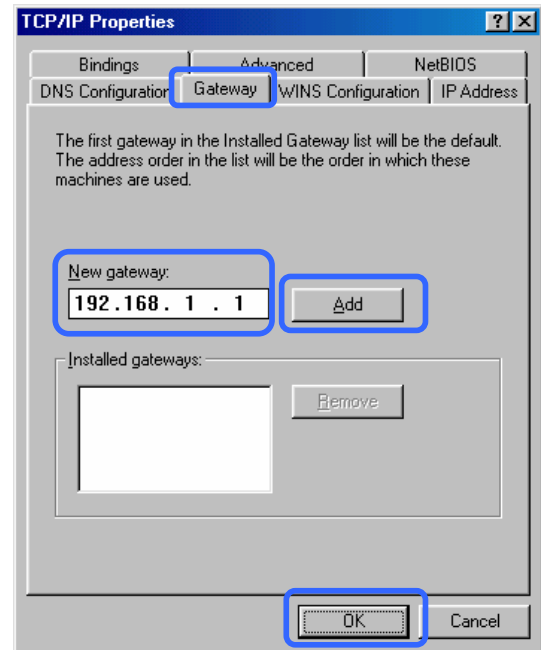 TCP/IP Properties
? ×
Bindings Advanced NetBIOS
DNS Configuration Gateway WINS Configuration IP Address
The first gateway in the Installed Gateway list will be the default.
The address order in the list will be the order in which these
machines are used.
New gateway:
192.168. 1 . 1 Add
Installed gateways:
Remove
OK Cancel